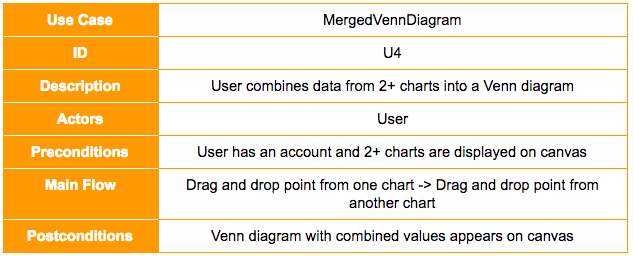 Use Case MergedVennDiagram
ID U4
Description User combines data from 2+ charts into a Venn diagram
Actors User
Preconditions User has an account and 2+ charts are displayed on canvas
Main Flow Drag and drop point from one chart -> Drag and drop point from
another chart
Postconditions Venn diagram with combined values appears on canvas